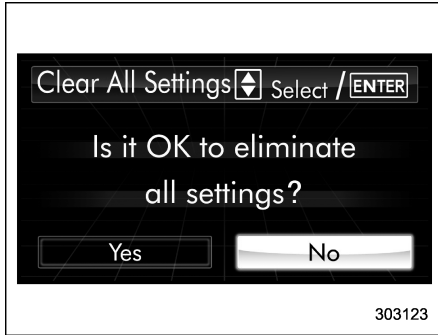 Clear All Settings Select / ENTER
Is it OK to eliminate
all settings?
Yes No
303123